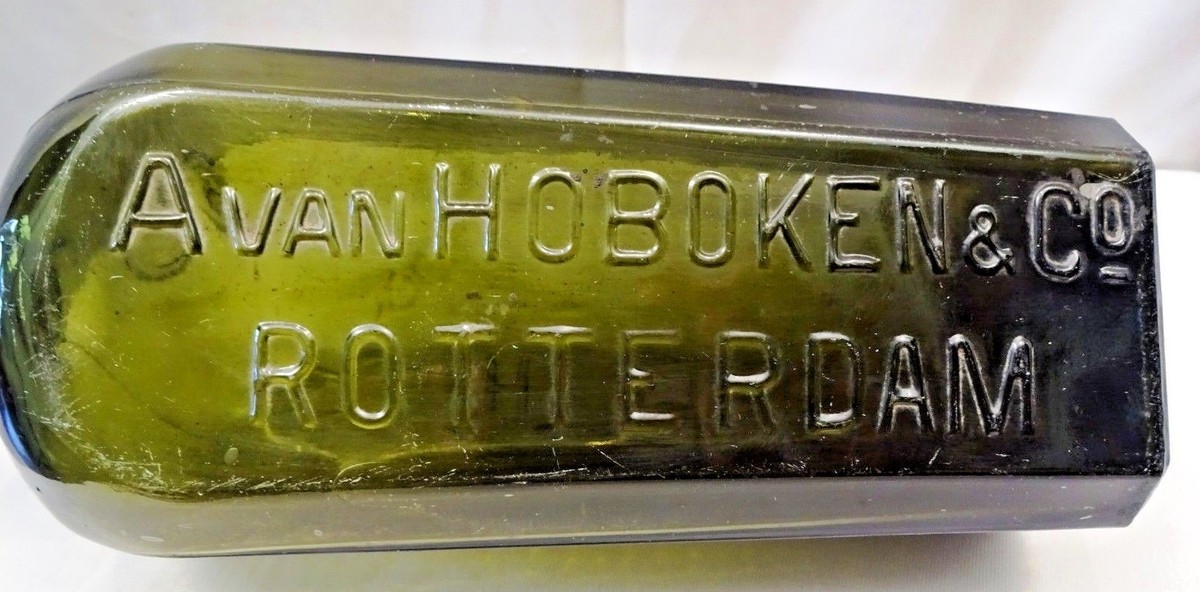 A VAN HOBOKEN & Cº
ROTTERDAM